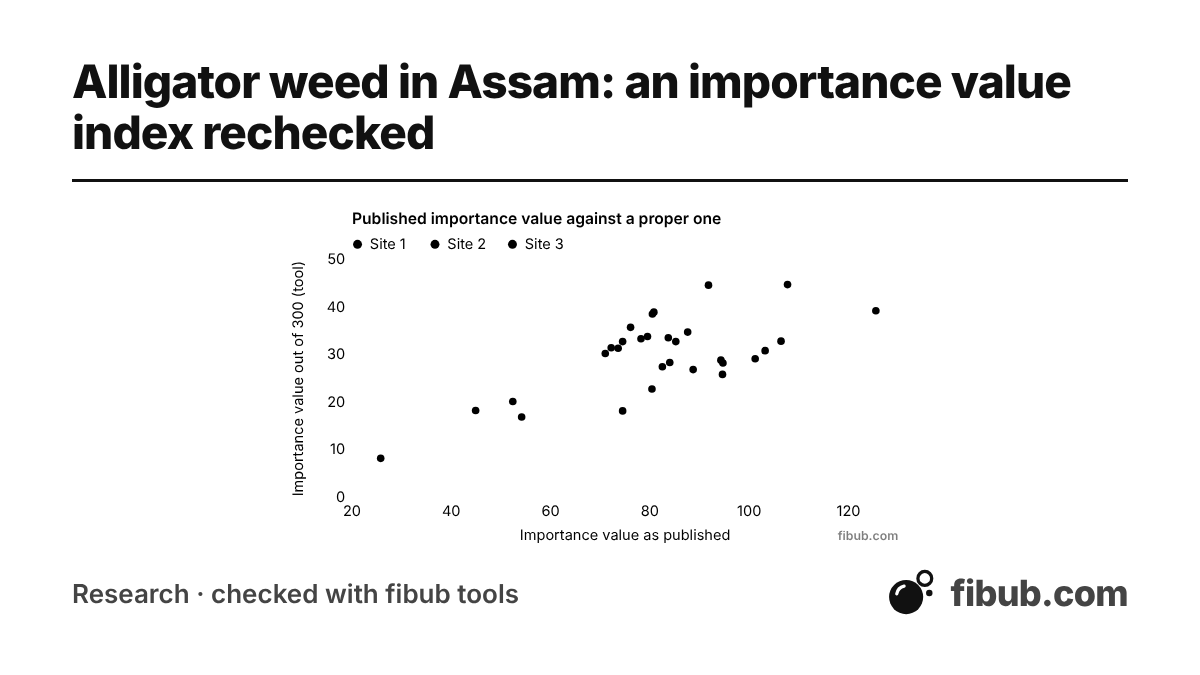 Alligator weed in Assam: an importance value
index rechecked
Published importance value against a proper one
Site 1 Site 2 Site 3
50
40
30
20
10
0
Importance value out of 300 (tool)
20 40 60 80 100 120
Importance value as published
fibub.com
Research · checked with fibub tools
fibub.com